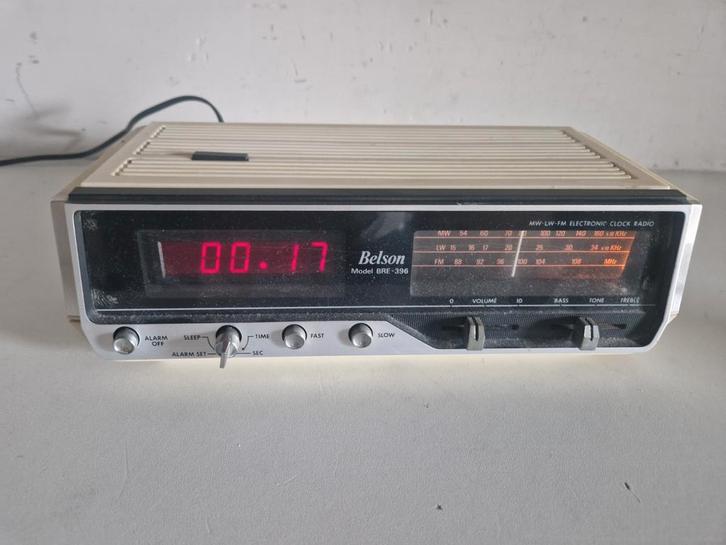 MW-LW-FM ELECTRONIC CLOCK RADIO
00.17
Belson
Model BRE-396
MW 54 60 70 100 120 140 160 x10 KHz
LW 15 16 17 20 25 30 34 x10 KHz
FM 88 92 96 100 104 108 MHz
0 VOLUME 10 BASS TONE TREBLE
ALARM OFF
SLEEP TIME
ALARM SET SEC
FAST
SLOW